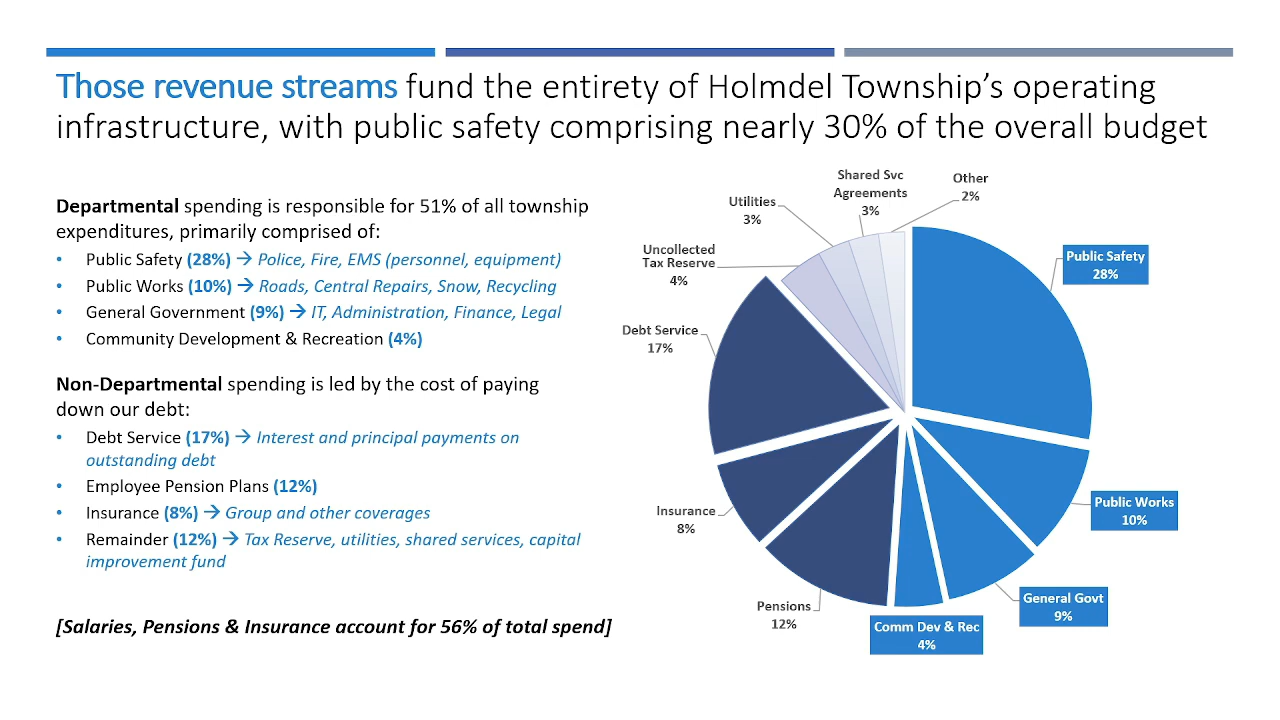 Those revenue streams fund the entirety of Holmdel Township’s operating
infrastructure, with public safety comprising nearly 30% of the overall budget
Departmental spending is responsible for 51% of all township
expenditures, primarily comprised of:
• Public Safety (28%) → Police, Fire, EMS (personnel, equipment)
• Public Works (10%) → Roads, Central Repairs, Snow, Recycling
• General Government (9%) → IT, Administration, Finance, Legal
• Community Development & Recreation (4%)
Non-Departmental spending is led by the cost of paying
down our debt:
• Debt Service (17%) → Interest and principal payments on
outstanding debt
• Employee Pension Plans (12%)
• Insurance (8%) → Group and other coverages
• Remainder (12%) → Tax Reserve, utilities, shared services, capital
improvement fund
[Salaries, Pensions & Insurance account for 56% of total spend]
Shared Svc
Agreements
3%
Other
2%
Utilities
3%
Uncollected
Tax Reserve
4%
Public Safety
28%
Debt Service
17%
Public Works
10%
Insurance
8%
General Govt
9%
Pensions
12%
Comm Dev & Rec
4%